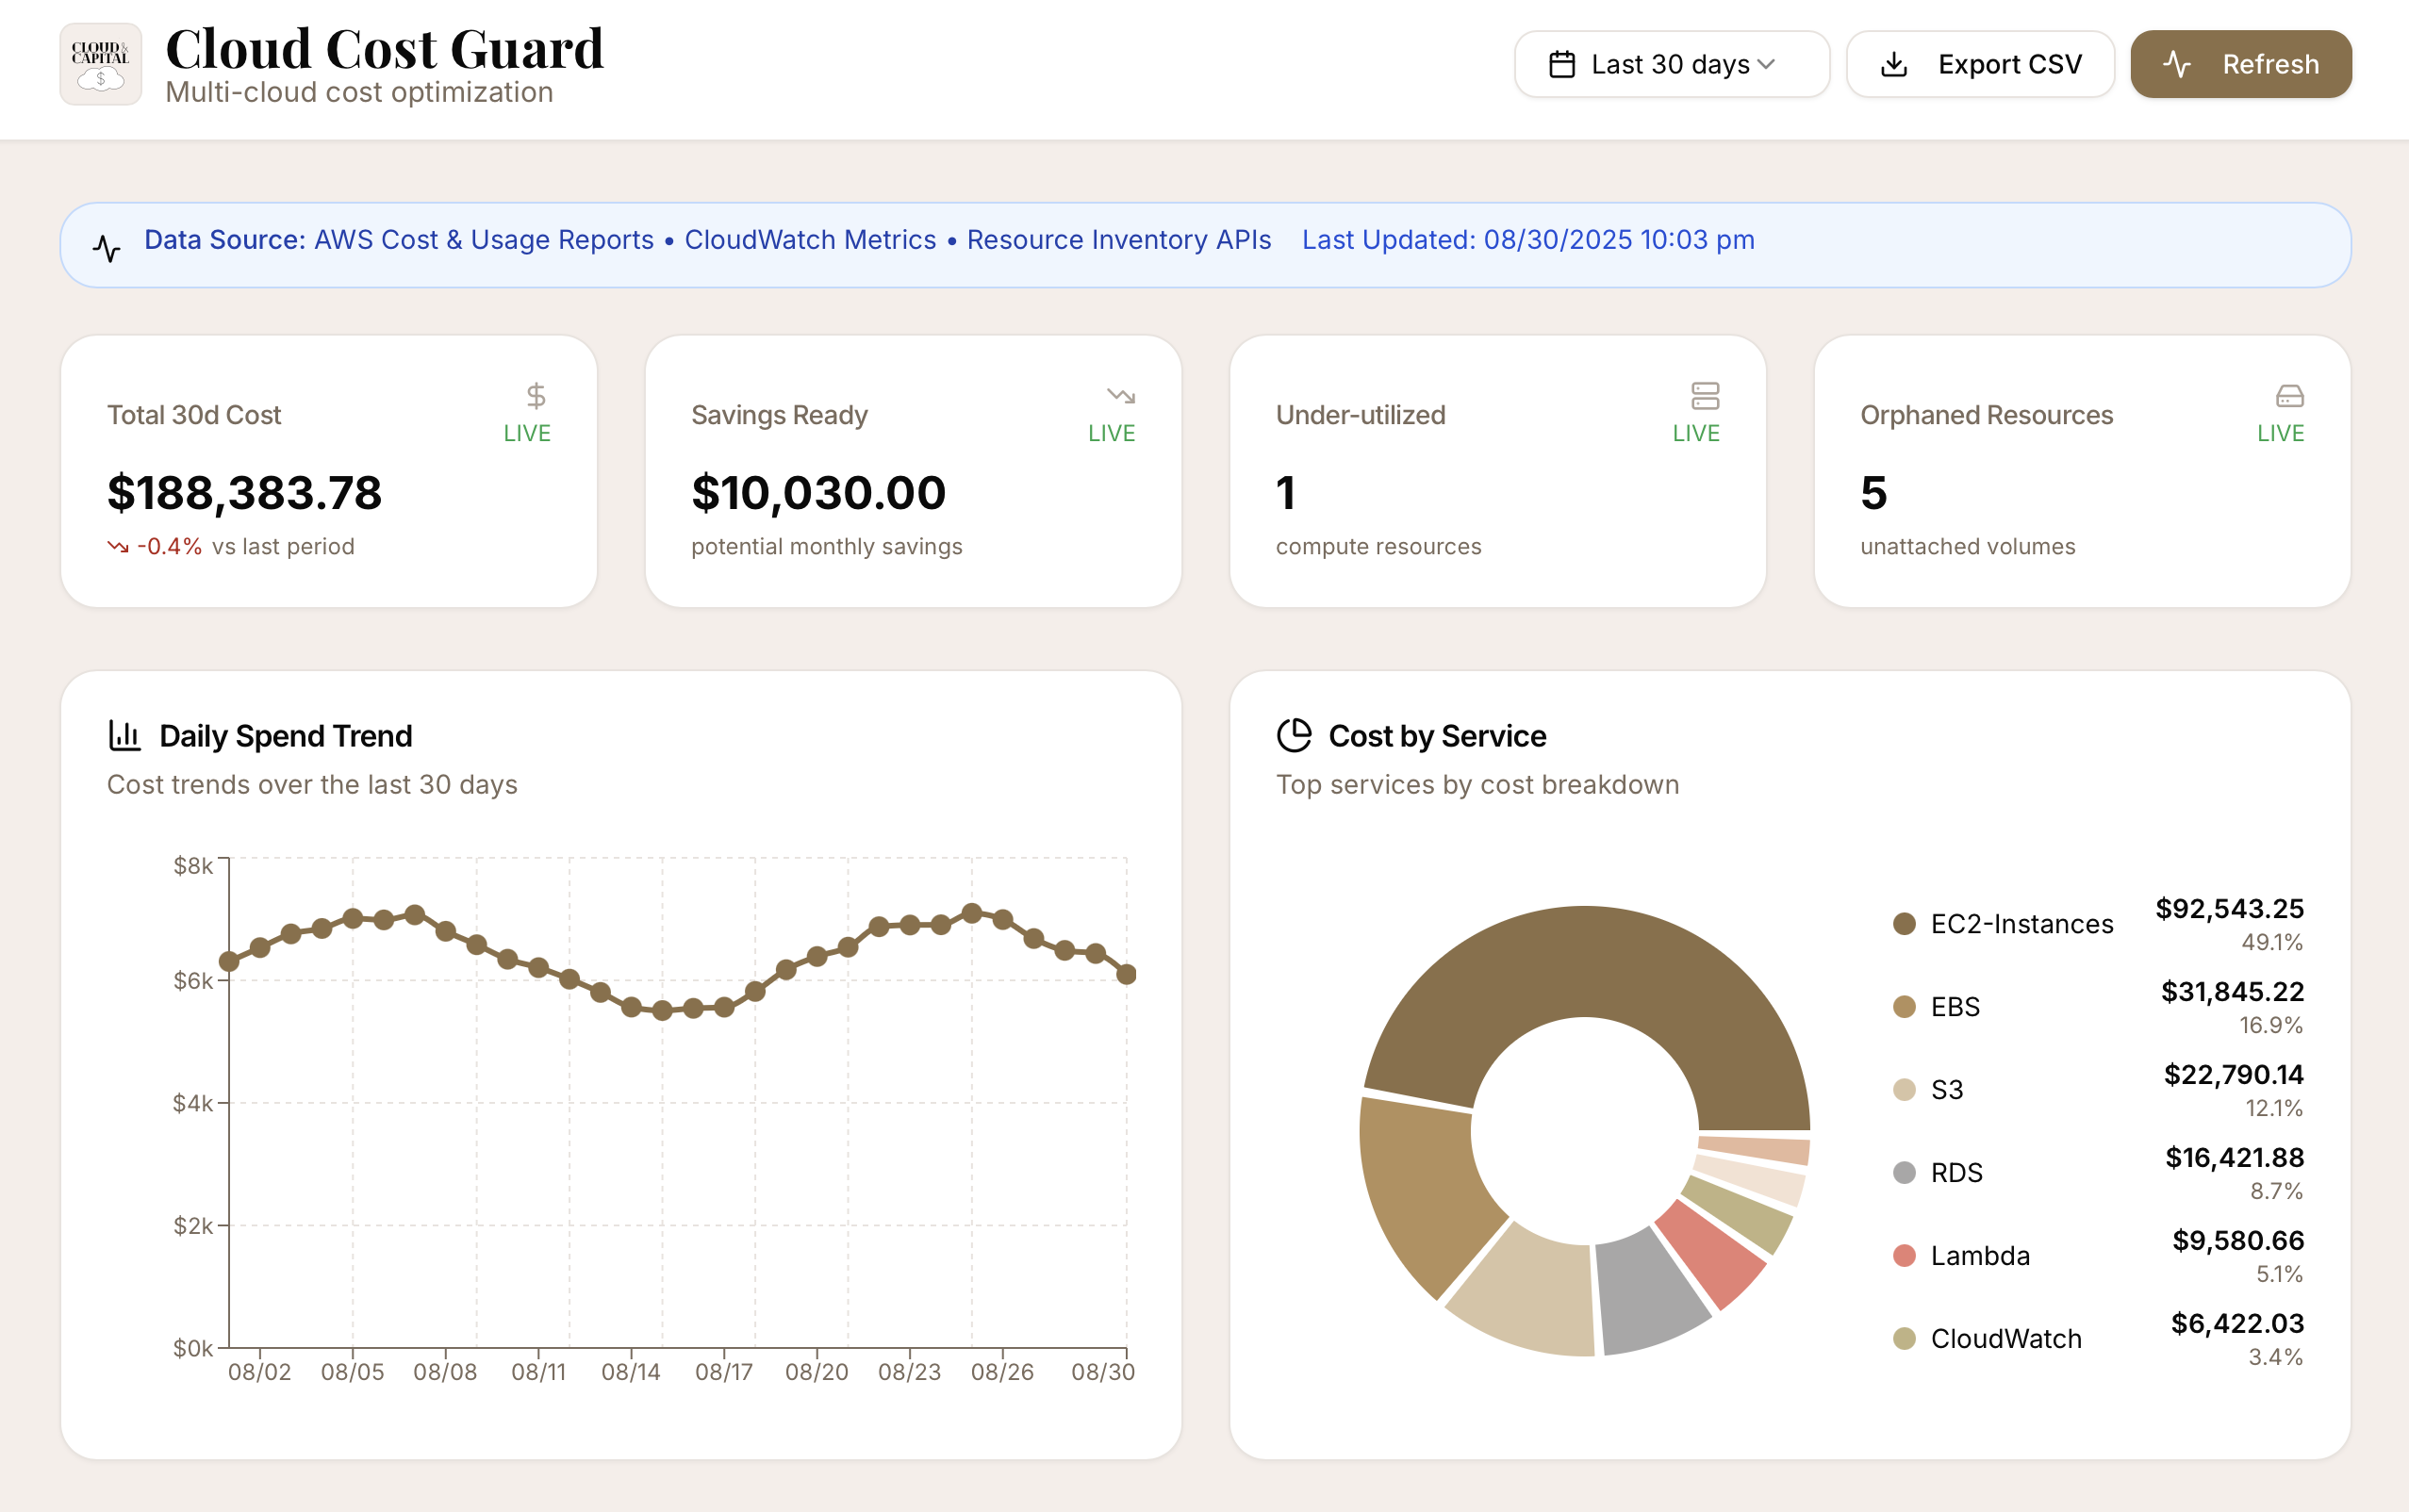 CLOUD&
CAPITAL
$
Cloud Cost Guard
Multi-cloud cost optimization
Last 30 days
Export CSV
Refresh
Data Source: AWS Cost & Usage Reports • CloudWatch Metrics • Resource Inventory APIs Last Updated: 08/30/2025 10:03 pm
Total 30d Cost
LIVE
$188,383.78
-0.4% vs last period
Savings Ready
LIVE
$10,030.00
potential monthly savings
Under-utilized
LIVE
1
compute resources
Orphaned Resources
LIVE
5
unattached volumes
Daily Spend Trend
Cost trends over the last 30 days
$8k
$6k
$4k
$2k
$0k
08/02 08/05 08/08 08/11 08/14 08/17 08/20 08/23 08/26 08/30
Cost by Service
Top services by cost breakdown
EC2-Instances $92,543.25
49.1%
EBS $31,845.22
16.9%
S3 $22,790.14
12.1%
RDS $16,421.88
8.7%
Lambda $9,580.66
5.1%
CloudWatch $6,422.03
3.4%